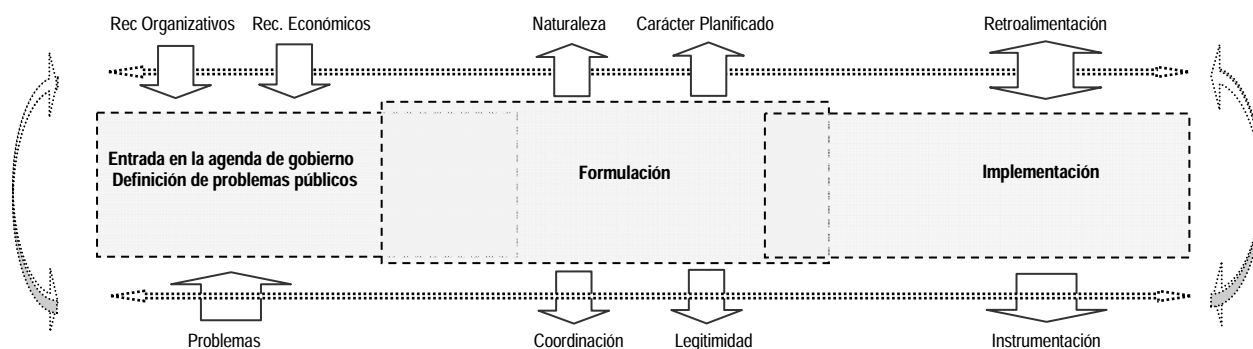 Rec Organizativos Rec. Económicos Naturaleza Carácter Planificado Retroalimentación
Entrada en la agenda de gobierno
Definición de problemas públicos
Formulación
Implementación
Problemas Coordinación Legitimidad Instrumentación